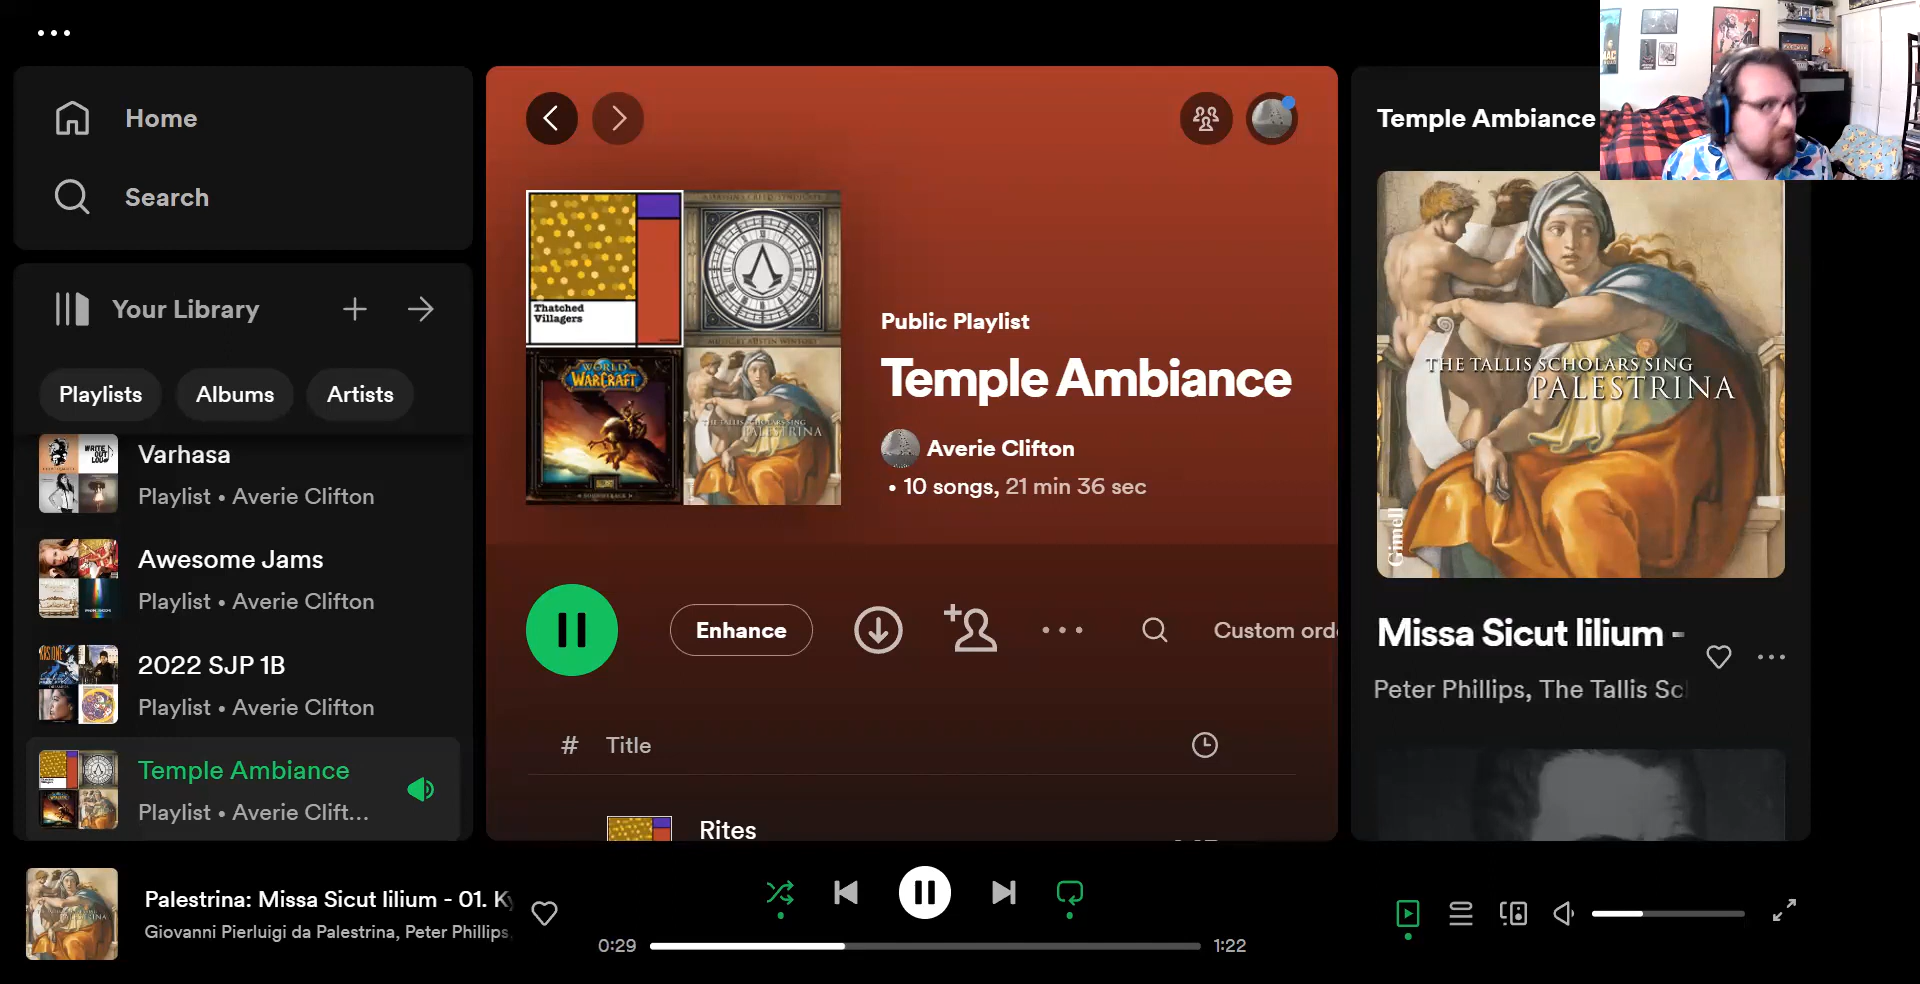 Home
Search
Your Library
Playlists
Albums
Artists
Varhasa
Playlist • Averie Clifton
Awesome Jams
Playlist • Averie Clifton
2022 SJP 1B
Playlist • Averie Clifton
Temple Ambiance
Playlist • Averie Clift...
Thatched
Villagers
WORLD
WARCRAFT
THE TALLIS SCHOLARS SING
PALESTRINA
Public Playlist
Temple Ambiance
Averie Clifton
• 10 songs, 21 min 36 sec
Enhance
Custom ord
# Title
Rites
Temple Ambiance
THE TALLIS SCHOLARS SING
PALESTRINA
Gimell
Missa Sicut lilium -
Peter Phillips, The Tallis Sc
Palestrina: Missa Sicut lilium - 01. Ky
Giovanni Pierluigi da Palestrina, Peter Phillips,
0:29
1:22